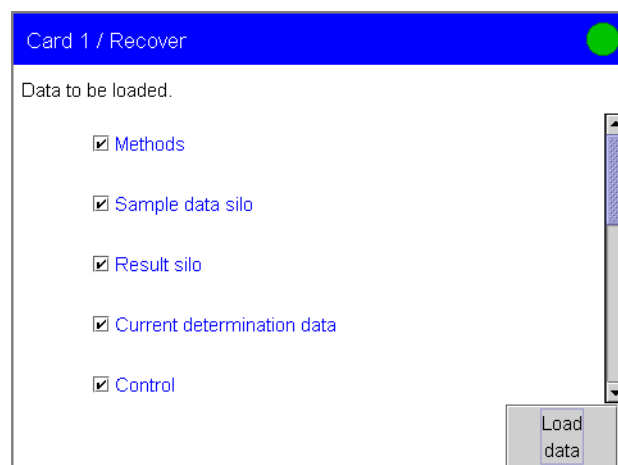 Card 1 / Recover
Data to be loaded.
Methods
Sample data silo
Result silo
Current determination data
Control
Load
data